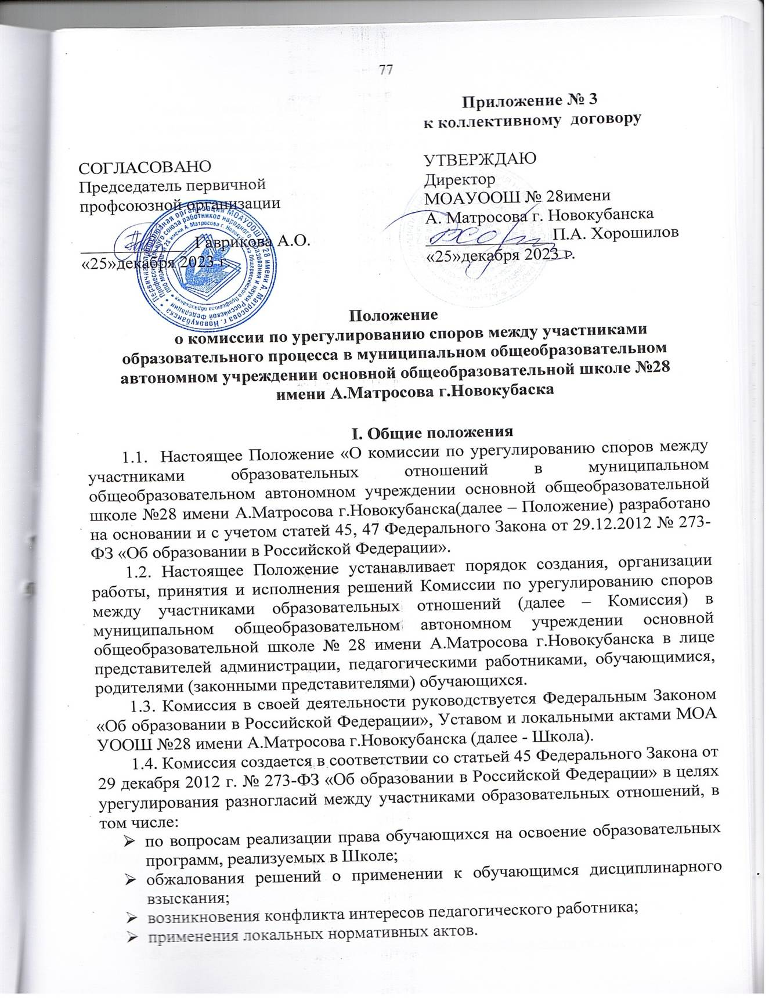 77
Приложение № 3
к коллективному договору
СОГЛАСОВАНО
Председатель первичной
профсоюзной организации
Гаврикова А.О.
«25»декабря 2023 г.
УТВЕРЖДАЮ
Директор
МОАУООШ № 28имени
А. Матросова г. Новокубанска
П.А. Хорошилов
«25»декабря 2023 г.
Положение
о комиссии по урегулированию споров между участниками
образовательного процесса в муниципальном общеобразовательном
автономном учреждении основной общеобразовательной школе №28
имени А.Матросова г.Новокубаска
I. Общие положения
1.1. Настоящее Положение «О комиссии по урегулированию споров между
участниками образовательных отношений в муниципальном
общеобразовательном автономном учреждении основной общеобразовательной
школе №28 имени А.Матросова г.Новокубанска(далее – Положение) разработано
на основании и с учетом статей 45, 47 Федерального Закона от 29.12.2012 № 273-
ФЗ «Об образовании в Российской Федерации».
1.2. Настоящее Положение устанавливает порядок создания, организации
работы, принятия и исполнения решений Комиссии по урегулированию споров
между участниками образовательных отношений (далее – Комиссия) в
муниципальном общеобразовательном автономном учреждении основной
общеобразовательной школе № 28 имени А.Матросова г.Новокубанска в лице
представителей администрации, педагогическими работниками, обучающимися,
родителями (законными представителями) обучающихся.
1.3. Комиссия в своей деятельности руководствуется Федеральным Законом
«Об образовании в Российской Федерации», Уставом и локальными актами МОА
УООШ №28 имени А.Матросова г.Новокубанска (далее - Школа).
1.4. Комиссия создается в соответствии со статьей 45 Федерального Закона от
29 декабря 2012 г. № 273-ФЗ «Об образовании в Российской Федерации» в целях
урегулирования разногласий между участниками образовательных отношений, в
том числе:
➢ по вопросам реализации права обучающихся на освоение образовательных
программ, реализуемых в Школе;
➢ обжалования решений о применении к обучающимся дисциплинарного
взыскания;
➢ возникновения конфликта интересов педагогического работника;
➢ применения локальных нормативных актов.